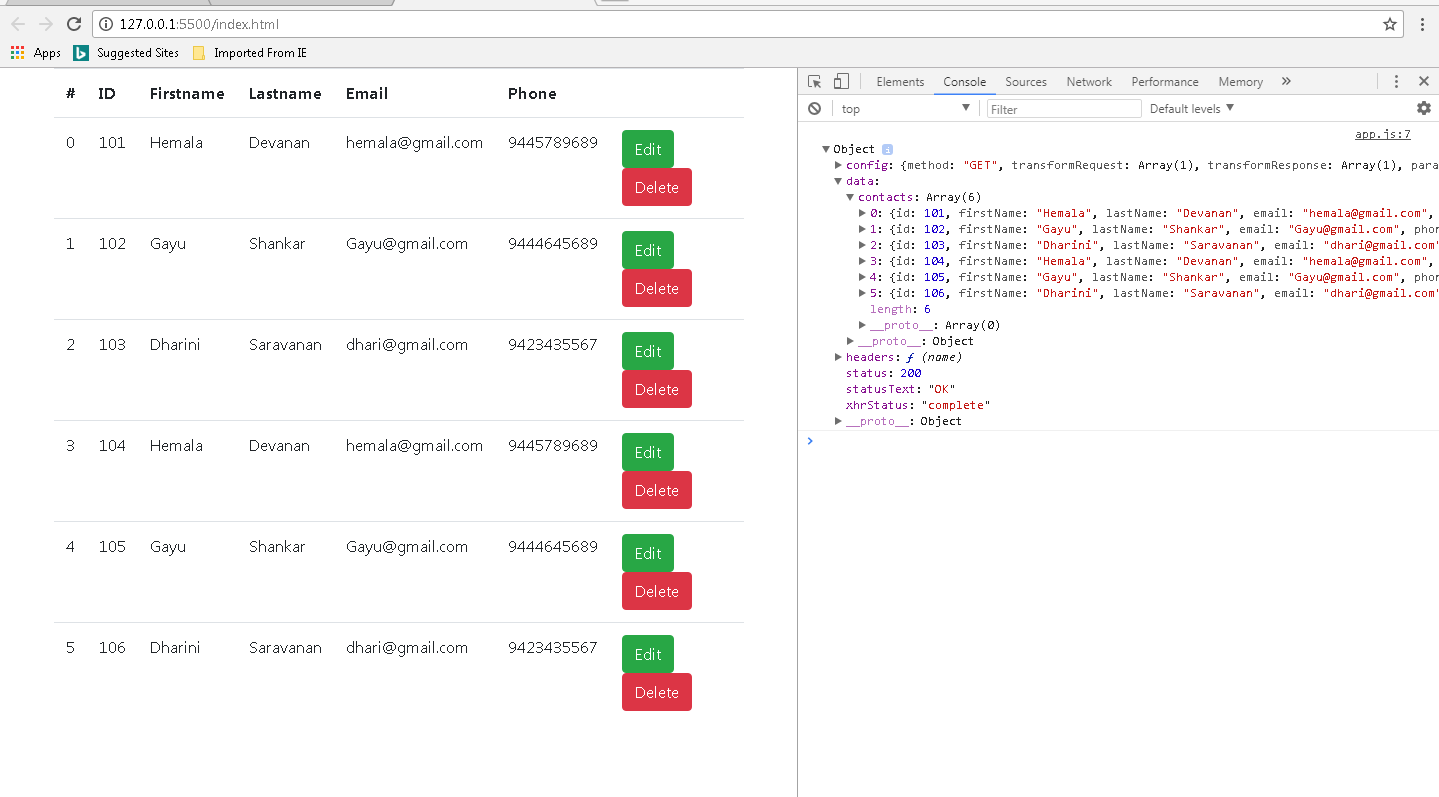 127.0.0.1:5500/index.html
Apps Suggested Sites Imported From IE
# ID Firstname Lastname Email Phone
0 101 Hemala Devanan hemala@gmail.com 9445789689 Edit
Delete
1 102 Gayu Shankar Gayu@gmail.com 9444645689 Edit
Delete
2 103 Dharini Saravanan dhari@gmail.com 9423435567 Edit
Delete
3 104 Hemala Devanan hemala@gmail.com 9445789689 Edit
Delete
4 105 Gayu Shankar Gayu@gmail.com 9444645689 Edit
Delete
5 106 Dharini Saravanan dhari@gmail.com 9423435567 Edit
Delete
Elements Console Sources Network Performance Memory »
top Filter Default levels
app.js:7
Object i
config: {method: "GET", transformRequest: Array(1), transformResponse: Array(1), para
data:
contacts: Array(6)
0: {id: 101, firstName: "Hemala", lastName: "Devanan", email: "hemala@gmail.com",
1: {id: 102, firstName: "Gayu", lastName: "Shankar", email: "Gayu@gmail.com", phon
2: {id: 103, firstName: "Dharini", lastName: "Saravanan", email: "dhari@gmail.com"
3: {id: 104, firstName: "Hemala", lastName: "Devanan", email: "hemala@gmail.com",
4: {id: 105, firstName: "Gayu", lastName: "Shankar", email: "Gayu@gmail.com", phon
5: {id: 106, firstName: "Dharini", lastName: "Saravanan", email: "dhari@gmail.com"
length: 6
__proto__: Array(0)
__proto__: Object
headers: ƒ (name)
status: 200
statusText: "OK"
xhrStatus: "complete"
__proto__: Object